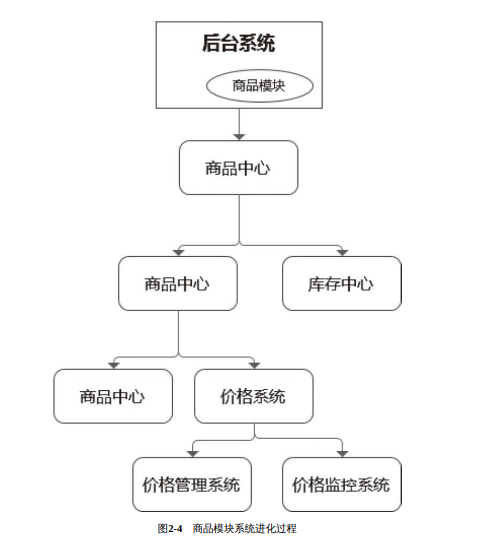 后台系统
商品模块
商品中心
商品中心
库存中心
商品中心
价格系统
价格管理系统
价格监控系统
图2-4 商品模块系统进化过程